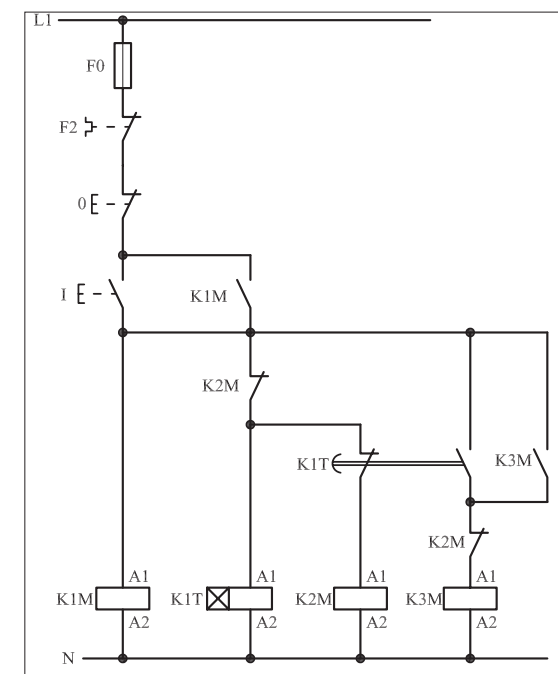 L1
F0
F2
0
I
K1M
K2M
K1T
K3M
K2M
A1 A1 A1 A1
K1M K1T K2M K3M
A2 A2 A2 A2
N